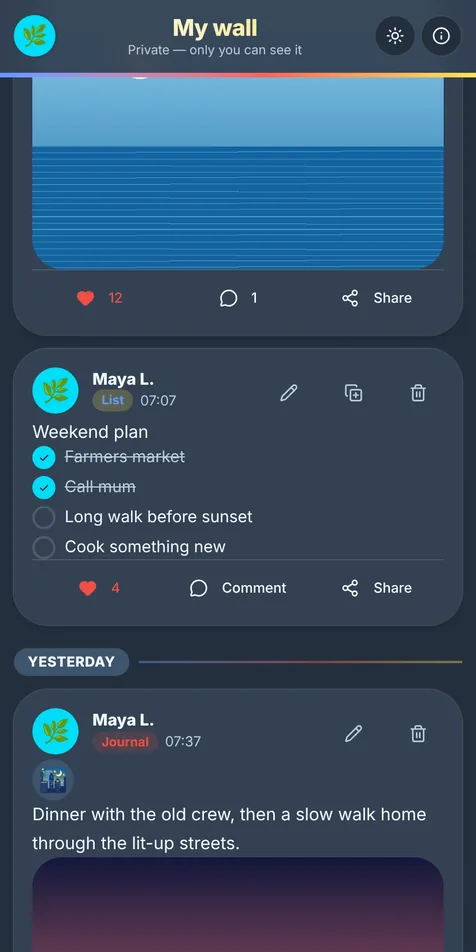 My wall
Private — only you can see it
12
1
Share
Maya L.
List 07:07
Weekend plan
Farmers market
Call mum
Long walk before sunset
Cook something new
4
Comment
Share
YESTERDAY
Maya L.
Journal 07:37
Dinner with the old crew, then a slow walk home
through the lit-up streets.